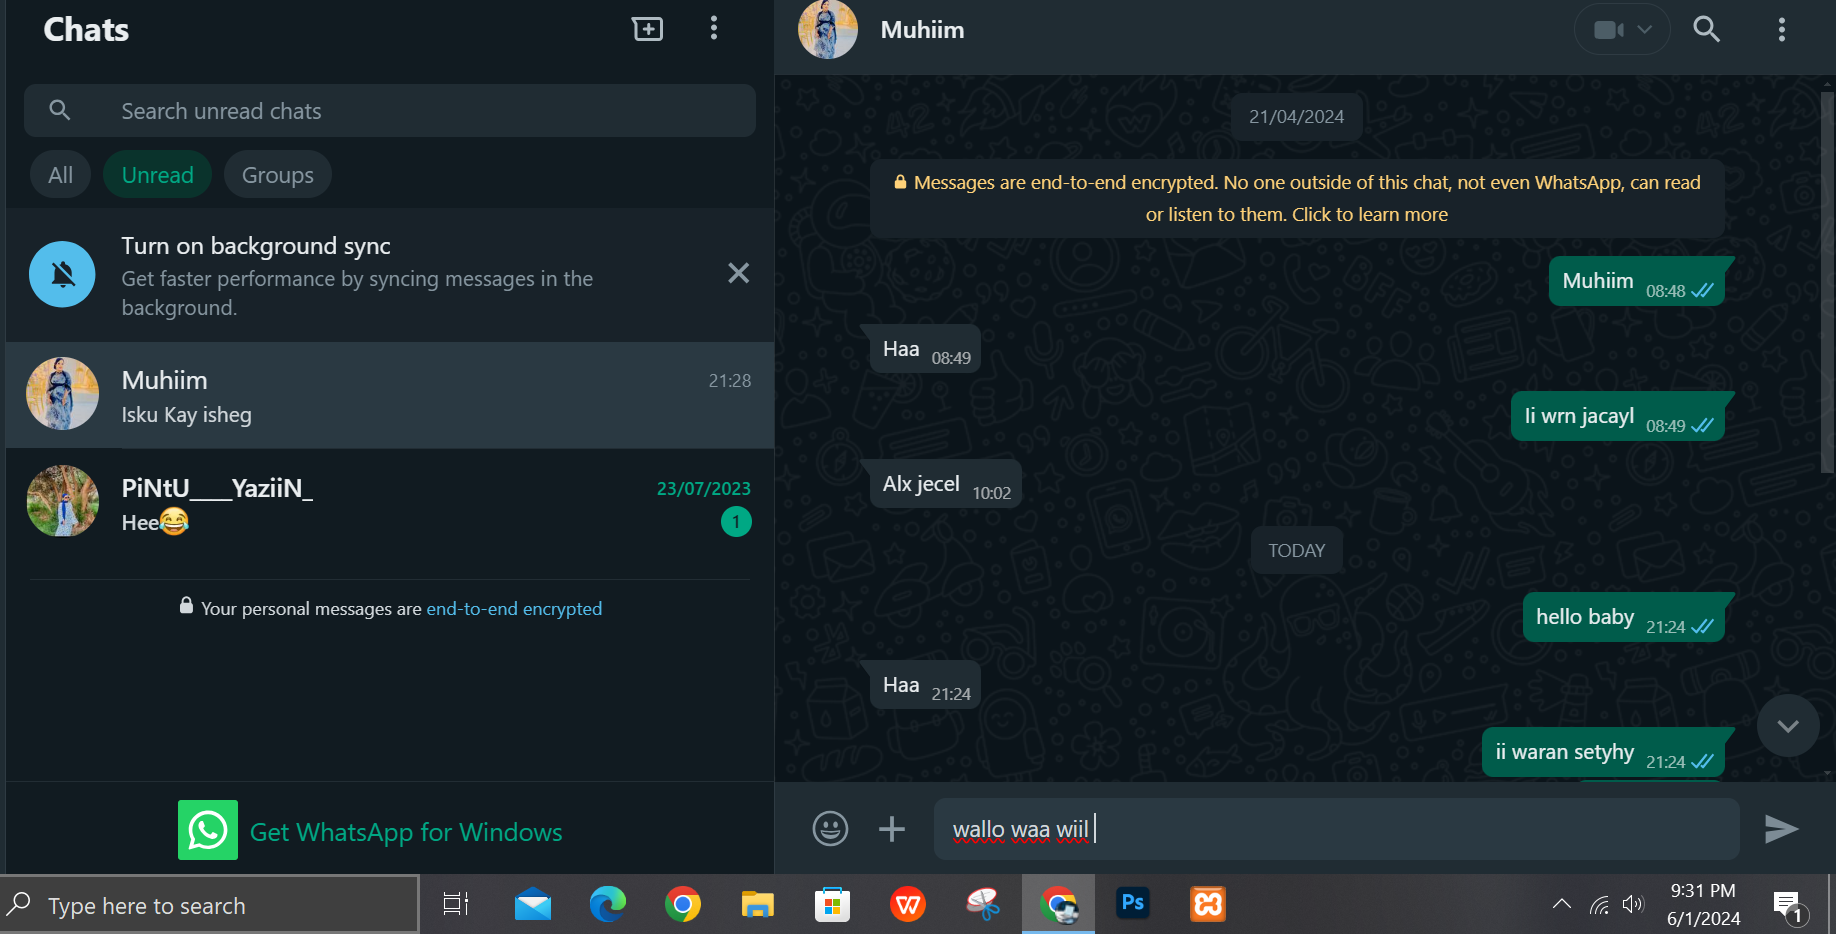 Chats
Search unread chats
All
Unread
Groups
Turn on background sync
Get faster performance by syncing messages in the
background.
Muhiim
21:28
Isku Kay isheg
PiNtU____YaziiN_
23/07/2023
Hee😂
1
Your personal messages are end-to-end encrypted
Get WhatsApp for Windows
Muhiim
21/04/2024
Messages are end-to-end encrypted. No one outside of this chat, not even WhatsApp, can read
or listen to them. Click to learn more
Muhiim 08:48
Haa 08:49
li wrn jacayl 08:49
Alx jecel 10:02
TODAY
hello baby 21:24
Haa 21:24
ii waran setyhy 21:24
wallo waa wiil
Type here to search
Ps
9:31 PM
6/1/2024
1